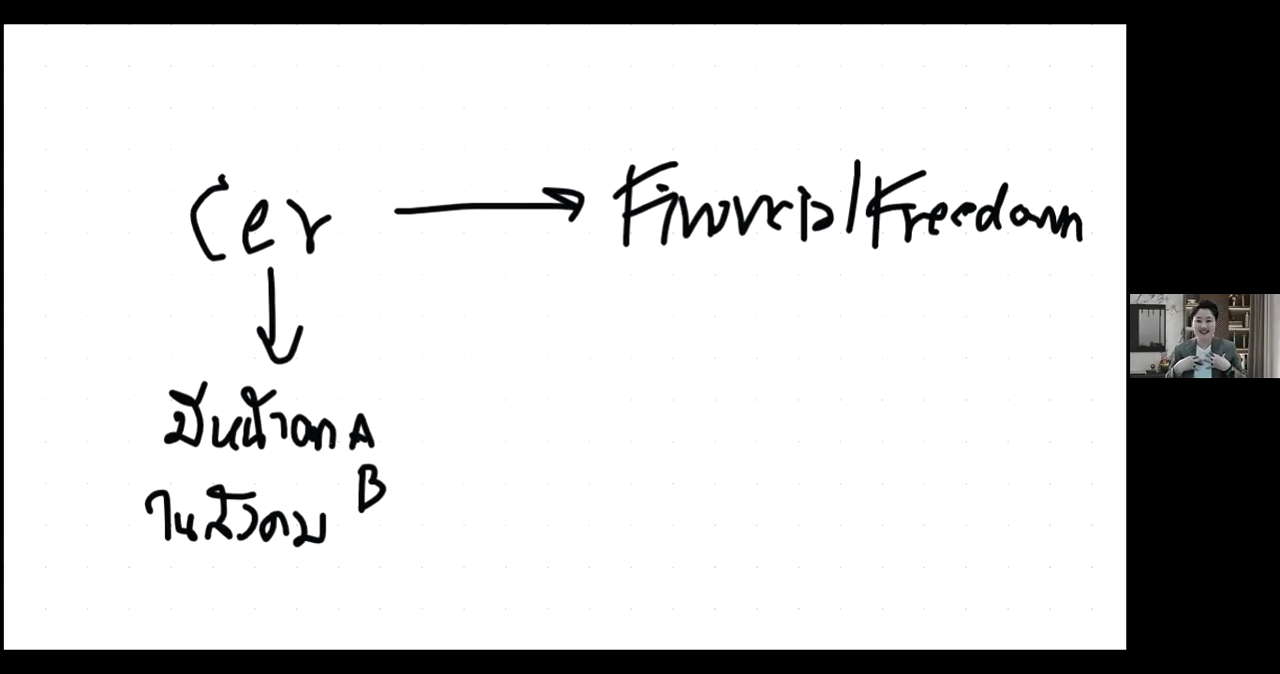 Cer → Financial/Freedom
↓
มีหน้าตา A
B
ในสังคม